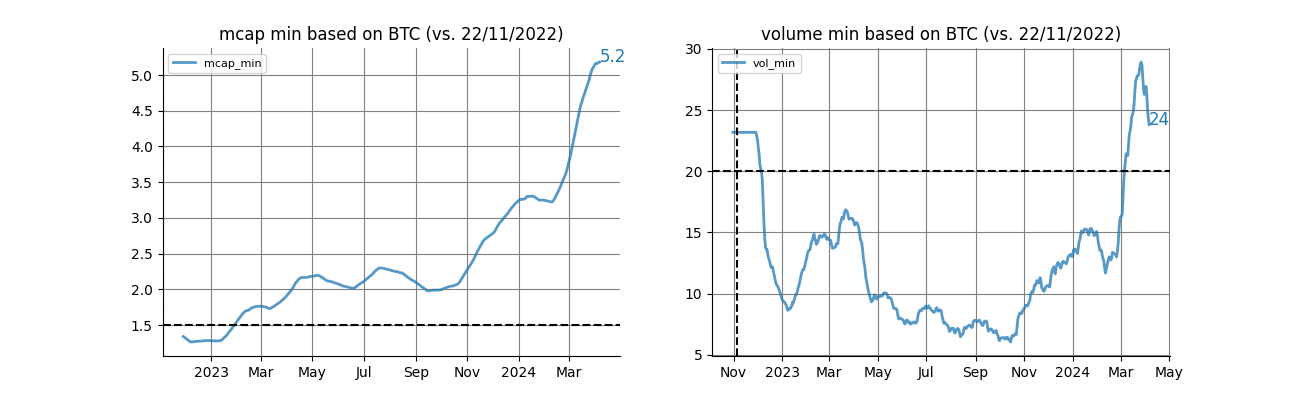 mcap min based on BTC (vs. 22/11/2022)
mcap_min
5.2
5.0
4.5
4.0
3.5
3.0
2.5
2.0
1.5
2023 Mar May Jul Sep Nov 2024 Mar
volume min based on BTC (vs. 22/11/2022)
vol_min
30
25
24
20
15
10
5
Nov 2023 Mar May Jul Sep Nov 2024 Mar May